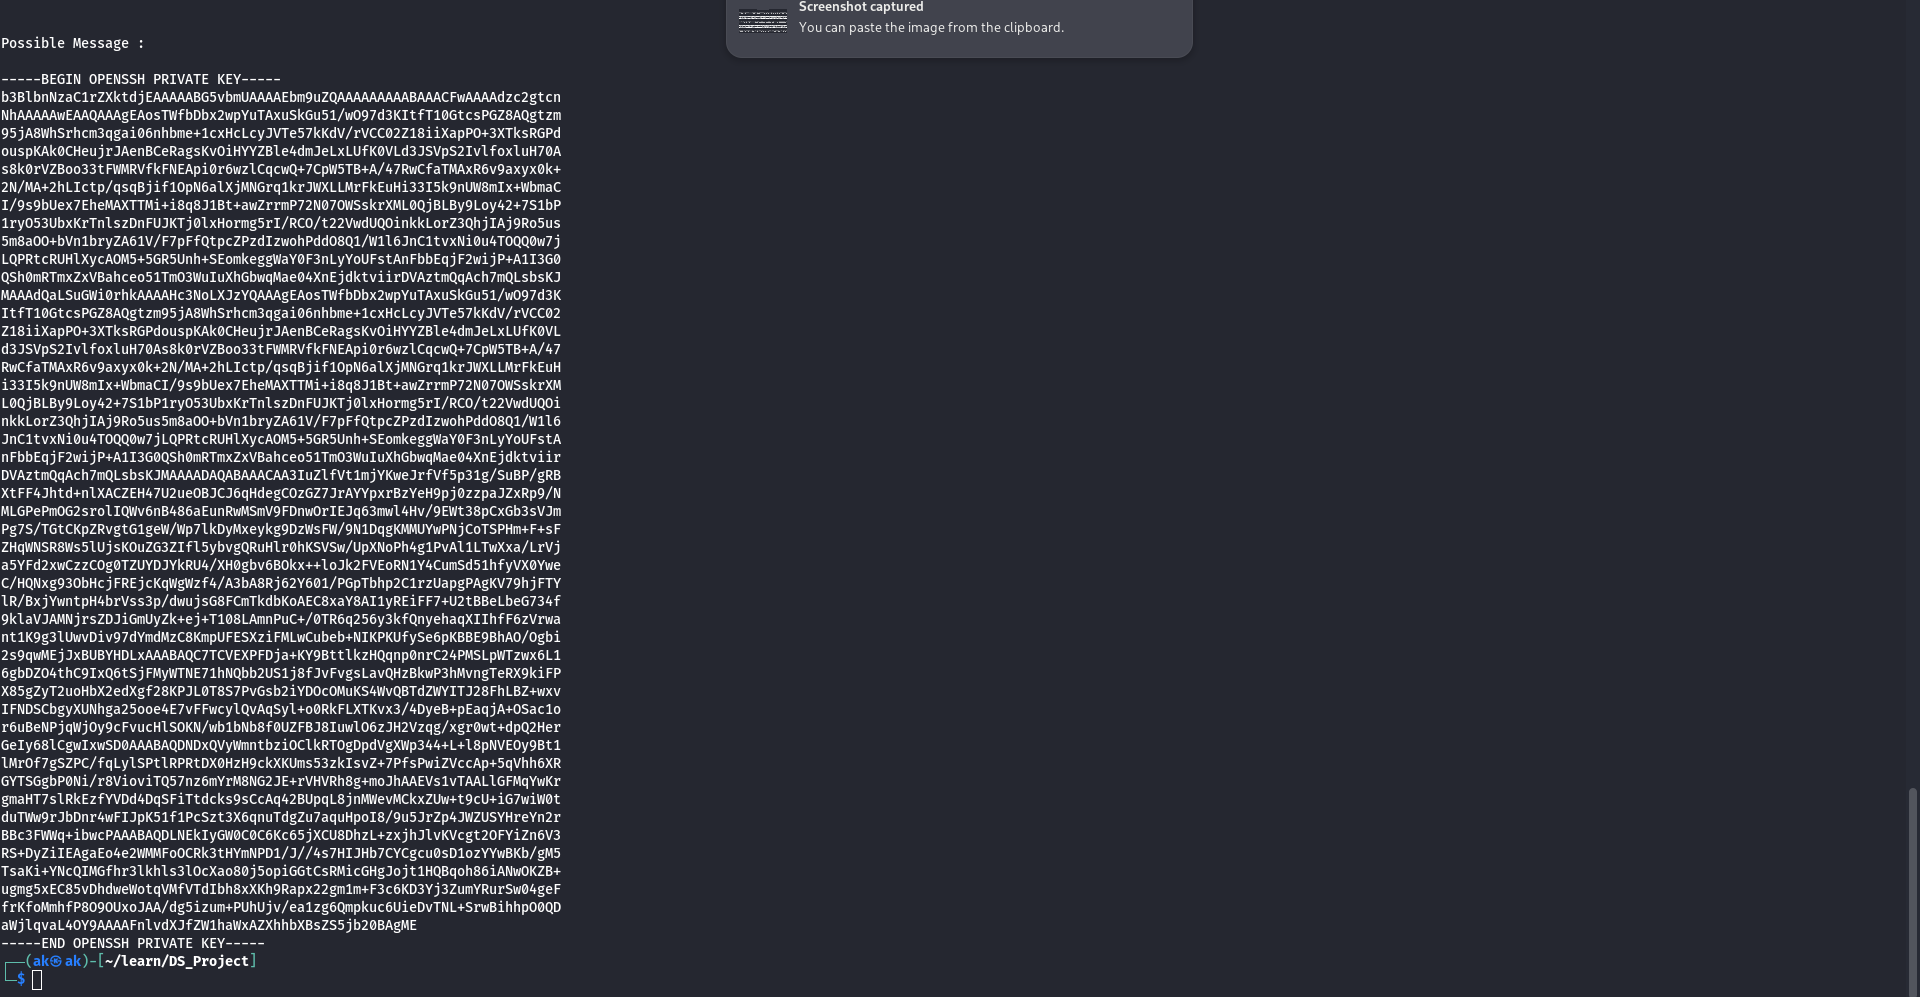 Screenshot captured
You can paste the image from the clipboard.
Possible Message :
-----BEGIN OPENSSH PRIVATE KEY-----
b3BlbnNzaC1rZXktdjEAAAAABG5vbmUAAAAEbm9uZQAAAAAAAAABAAACFwAAAAdzc2gtcn
NhAAAAAwEAAQAAAgEAosTWfbDbx2wpYuTAxuSkGu51/wO97d3KItfT10GtcsPGZ8AQgtzm
95jA8WhSrhcm3qgai06nhbme+1cxHcLcyJVTe57kKdV/rVCC02Z18iiXapPO+3XTksRGPd
ouspKAk0CHeujrJAenBCeRagsKvOiHYYZBle4dmJeLxLUfK0VLd3JSVpS2IvlfoxluH70A
s8k0rVZBoo33tFWMRVfkFNEApi0r6wzlCqcwQ+7CpW5TB+A/47RwCfaTMAxR6v9axyx0k+
2N/MA+2hLIctp/qsqBjif1OpN6alXjMNGrq1krJWXLLMrFkEuHi33I5k9nUW8mIx+WbmaC
I/9s9bUex7EheMAXTTMi+i8q8J1Bt+awZrrmP72N07OWSskrXML0QjBLBy9Loy42+7S1bP
1ryO53UbxKrTnlszDnFUJKTj0lxHormg5rI/RCO/t22VwdUQOinkkLorZ3QhjIAj9Ro5us
5m8aOO+bVn1bryZA61V/F7pFfQtpcZPzdIzwohPddO8Q1/W1l6JnC1tvxNi0u4TOQQ0w7j
LQPRtcRUHlXycAOM5+5GR5Unh+SEomkeggWaY0F3nLyYoUFstAnFbbEqjF2wijP+A1I3G0
QSh0mRTmxZxVBahceo51TmO3WuIuXhGbwqMae04XnEjdktviirDVAztmQqAch7mQLsbsKJ
MAAAdQaLSuGWi0rhkAAAAHc3NoLXJzYQAAAgEAosTWfbDbx2wpYuTAxuSkGu51/wO97d3K
ItfT10GtcsPGZ8AQgtzm95jA8WhSrhcm3qgai06nhbme+1cxHcLcyJVTe57kKdV/rVCC02
Z18iiXapPO+3XTksRGPdouspKAk0CHeujrJAenBCeRagsKvOiHYYZBle4dmJeLxLUfK0VL
d3JSVpS2IvlfoxluH70As8k0rVZBoo33tFWMRVfkFNEApi0r6wzlCqcwQ+7CpW5TB+A/47
RwCfaTMAxR6v9axyx0k+2N/MA+2hLIctp/qsqBjif1OpN6alXjMNGrq1krJWXLLMrFkEuH
i33I5k9nUW8mIx+WbmaCI/9s9bUex7EheMAXTTMi+i8q8J1Bt+awZrrmP72N07OWSskrXM
L0QjBLBy9Loy42+7S1bP1ryO53UbxKrTnlszDnFUJKTj0lxHormg5rI/RCO/t22VwdUQOi
nkkLorZ3QhjIAj9Ro5us5m8aOO+bVn1bryZA61V/F7pFfQtpcZPzdIzwohPddO8Q1/W1l6
JnC1tvxNi0u4TOQQ0w7jLQPRtcRUHlXycAOM5+5GR5Unh+SEomkeggWaY0F3nLyYoUFstA
nFbbEqjF2wijP+A1I3G0QSh0mRTmxZxVBahceo51TmO3WuIuXhGbwqMae04XnEjdktviir
DVAztmQqAch7mQLsbsKJMAAAADAQABAAACAA3IuZlfVt1mjYKweJrfVf5p31g/SuBP/gRB
XtFF4Jhtd+nlXACZEH47U2ueOBJCJ6qHdegCOzGZ7JrAYYpxrBzYeH9pj0zzpaJZxRp9/N
MLGPePmOG2srolIQWv6nB486aEunRwMSmV9FDnwOrIEJq63mwl4Hv/9EWt38pCxGb3sVJm
Pg7S/TGtCKpZRvgtG1geW/Wp7lkDyMxeykg9DzWsFW/9N1DqgKMMUYwPNjCoTSPHm+F+sF
ZHqWNSR8Ws5lUjsKOuZG3ZIfl5ybvgQRuHlr0hKSVSw/UpXNoPh4g1PvAl1LTwXxa/LrVj
a5YFd2xwCzzCOg0TZUYDJYkRU4/XH0gbv6BOkx++loJk2FVEoRN1Y4CumSd51hfyVX0Ywe
C/HQNxg93ObHcjFREjcKqWgWzf4/A3bA8Rj62Y601/PGpTbhp2C1rzUapgPAgKV79hjFTY
lR/BxjYwntpH4brVss3p/dwujsG8FCmTkdbKoAEC8xaY8AI1yREiFF7+U2tBBeLbeG734f
9klaVJAMNjrsZDJiGmUyZk+ej+T108LAmnPuC+/0TR6q256y3kfQnyehaqXIIhfF6zVrwa
nt1K9g3lUwvDiv97dYmdMzC8KmpUFESXziFMLwCubeb+NIKPKUfySe6pKBBE9BhAO/Ogbi
2s9qwMEjJxBUBYHDLxAAABAQC7TCVEXPFDja+KY9BttlkzHQqnp0nrC24PMSLpWTzwx6L1
6gbDZO4thC9IxQ6tSjFMyWTNE71hNQbb2US1j8fJvFvgsLavQHzBkwP3hMvngTeRX9kiFP
X85gZyT2uoHbX2edXgf28KPJL0T8S7PvGsb2iYDOcOMuKS4WvQBTdZWYITJ28FhLBZ+wxv
IFNDSCbgyXUNhga25ooe4E7vFFwcylQvAqSyl+o0RkFLXTKvx3/4DyeB+pEaqjA+OSac1o
r6uBeNPjqWjOy9cFvucHlSOKN/wb1bNb8f0UZFBJ8IuwlO6zJH2Vzqg/xgr0wt+dpQ2Her
GeIy68lCgwIxwSD0AAABAQDNDxQVyWmntbziOClkRTOgDpdVgXWp344+L+l8pNVEOy9Bt1
lMrOf7gSZPC/fqLylSPtlRPRtDX0HzH9ckXKUms53zkIsvZ+7PfsPwiZVccAp+5qVhh6XR
GYTSGgbP0Ni/r8VioviTQ57nz6mYrM8NG2JE+rVHVRh8g+moJhAAEVs1vTAALlGFMqYwKr
gmaHT7slRkEzfYVDd4DqSFiTtdcks9sCcAq42BUpqL8jnMWevMCkxZUw+t9cU+iG7wiW0t
duTWw9rJbDnr4wFIJpK51f1PcSzt3X6qnuTdgZu7aquHpoI8/9u5JrZp4JWZUSYHreYn2r
BBc3FWWq+ibwcPAAABAQDLNEkIyGW0C0C6Kc65jXCU8DhzL+zxjhJlvKVcgt2OFYiZn6V3
RS+DyZiIEAgaEo4e2WMMFoOCRk3tHYmNPD1/J//4s7HIJHb7CYCgcu0sD1ozYYwBKb/gM5
TsaKi+YNcQIMGfhr3lkhls3lOcXao80j5opiGGtCsRMicGHgJojt1HQBqoh86iANwOKZB+
ugmg5xEC85vDhdweWotqVMfVTdIbh8xXKh9Rapx22gm1m+F3c6KD3Yj3ZumYRurSw04geF
frKfoMmhfP8O9OUxoJAA/dg5izum+PUhUjv/ea1zg6Qmpkuc6UieDvTNL+SrwBihhpO0QD
aWjlqvaL4OY9AAAAFnlvdXJfZW1haWxAZXhhbXBsZS5jb20BAgME
-----END OPENSSH PRIVATE KEY-----
┌──(ak㉿ak)-[~/learn/DS_Project]
└─$